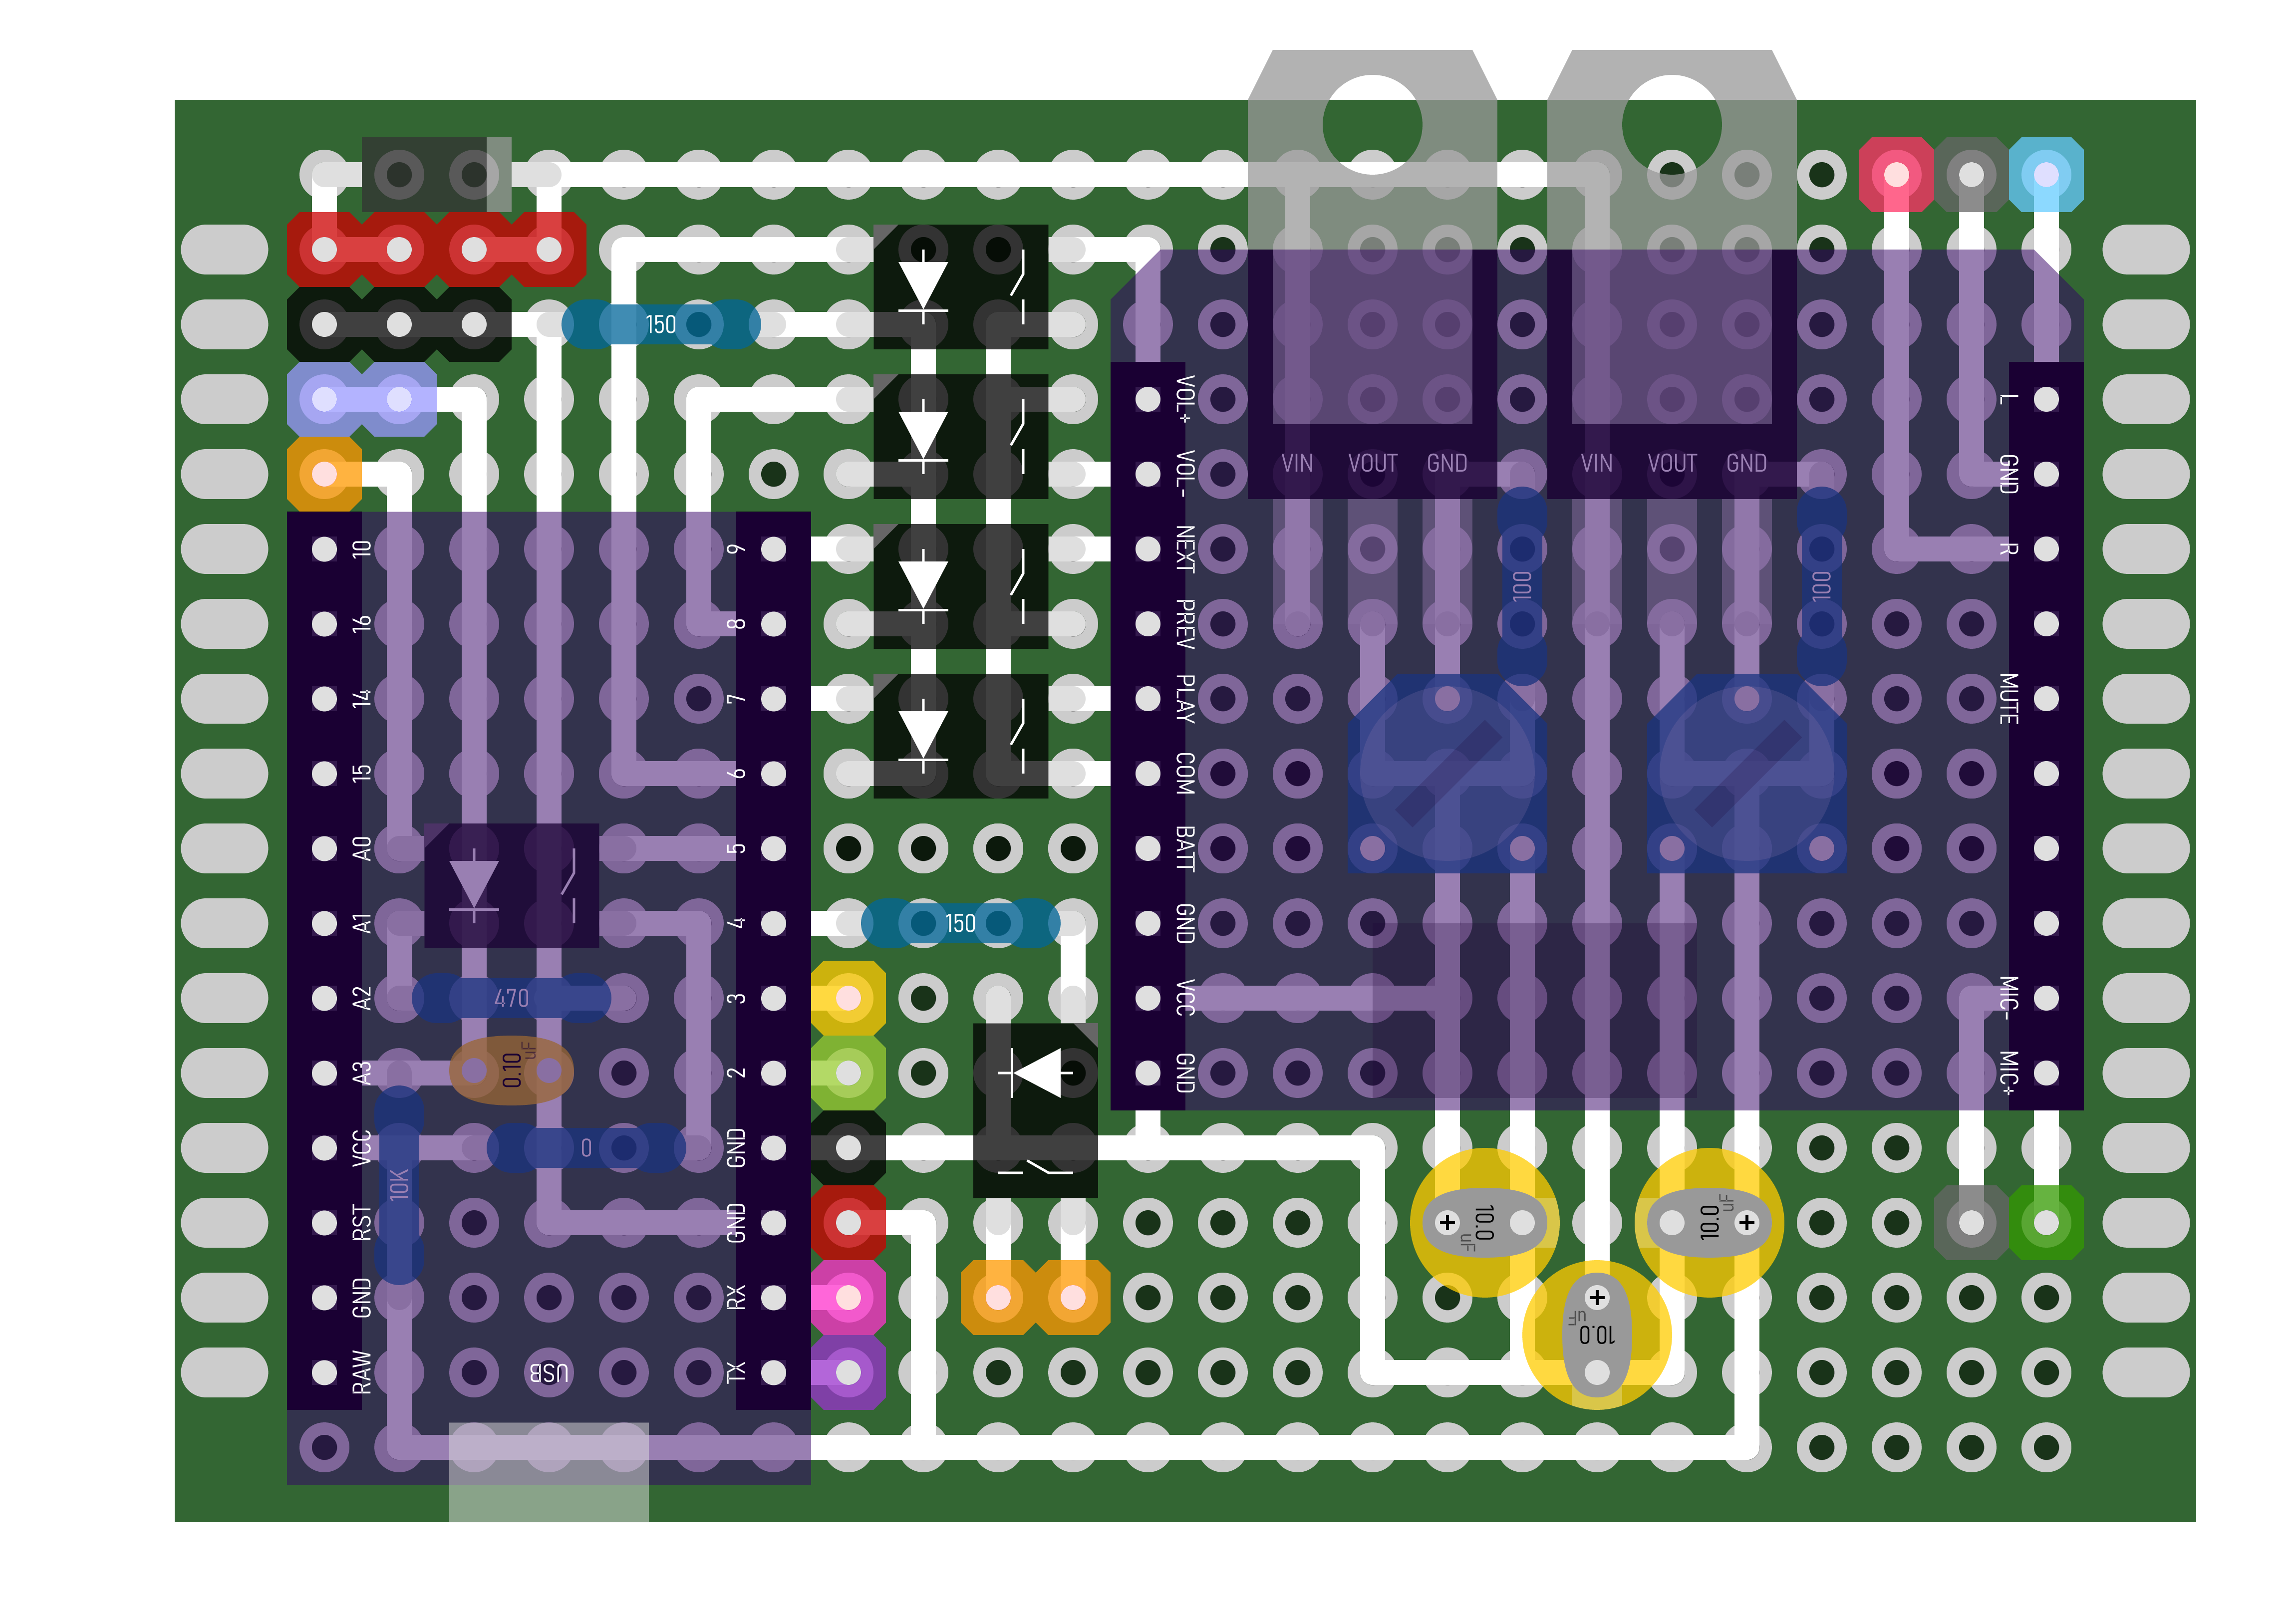 150
VOL+
VOL-
NEXT
PREV
PLAY
COM
BATT
GND
VCC
GND
VIN VOUT GND
VIN VOUT GND
L
GND
R
MUTE
MIC-
MIC+
100
100
10
16
14
15
A0
A1
A2
A3
VCC
RST
GND
RAW
9
8
7
6
5
4
3
2
GND
GND
RX
TX
470
0.10 uF
0
10K
USB
150
+ 10.0 uF
10.0 uF +
+ 10.0 uF